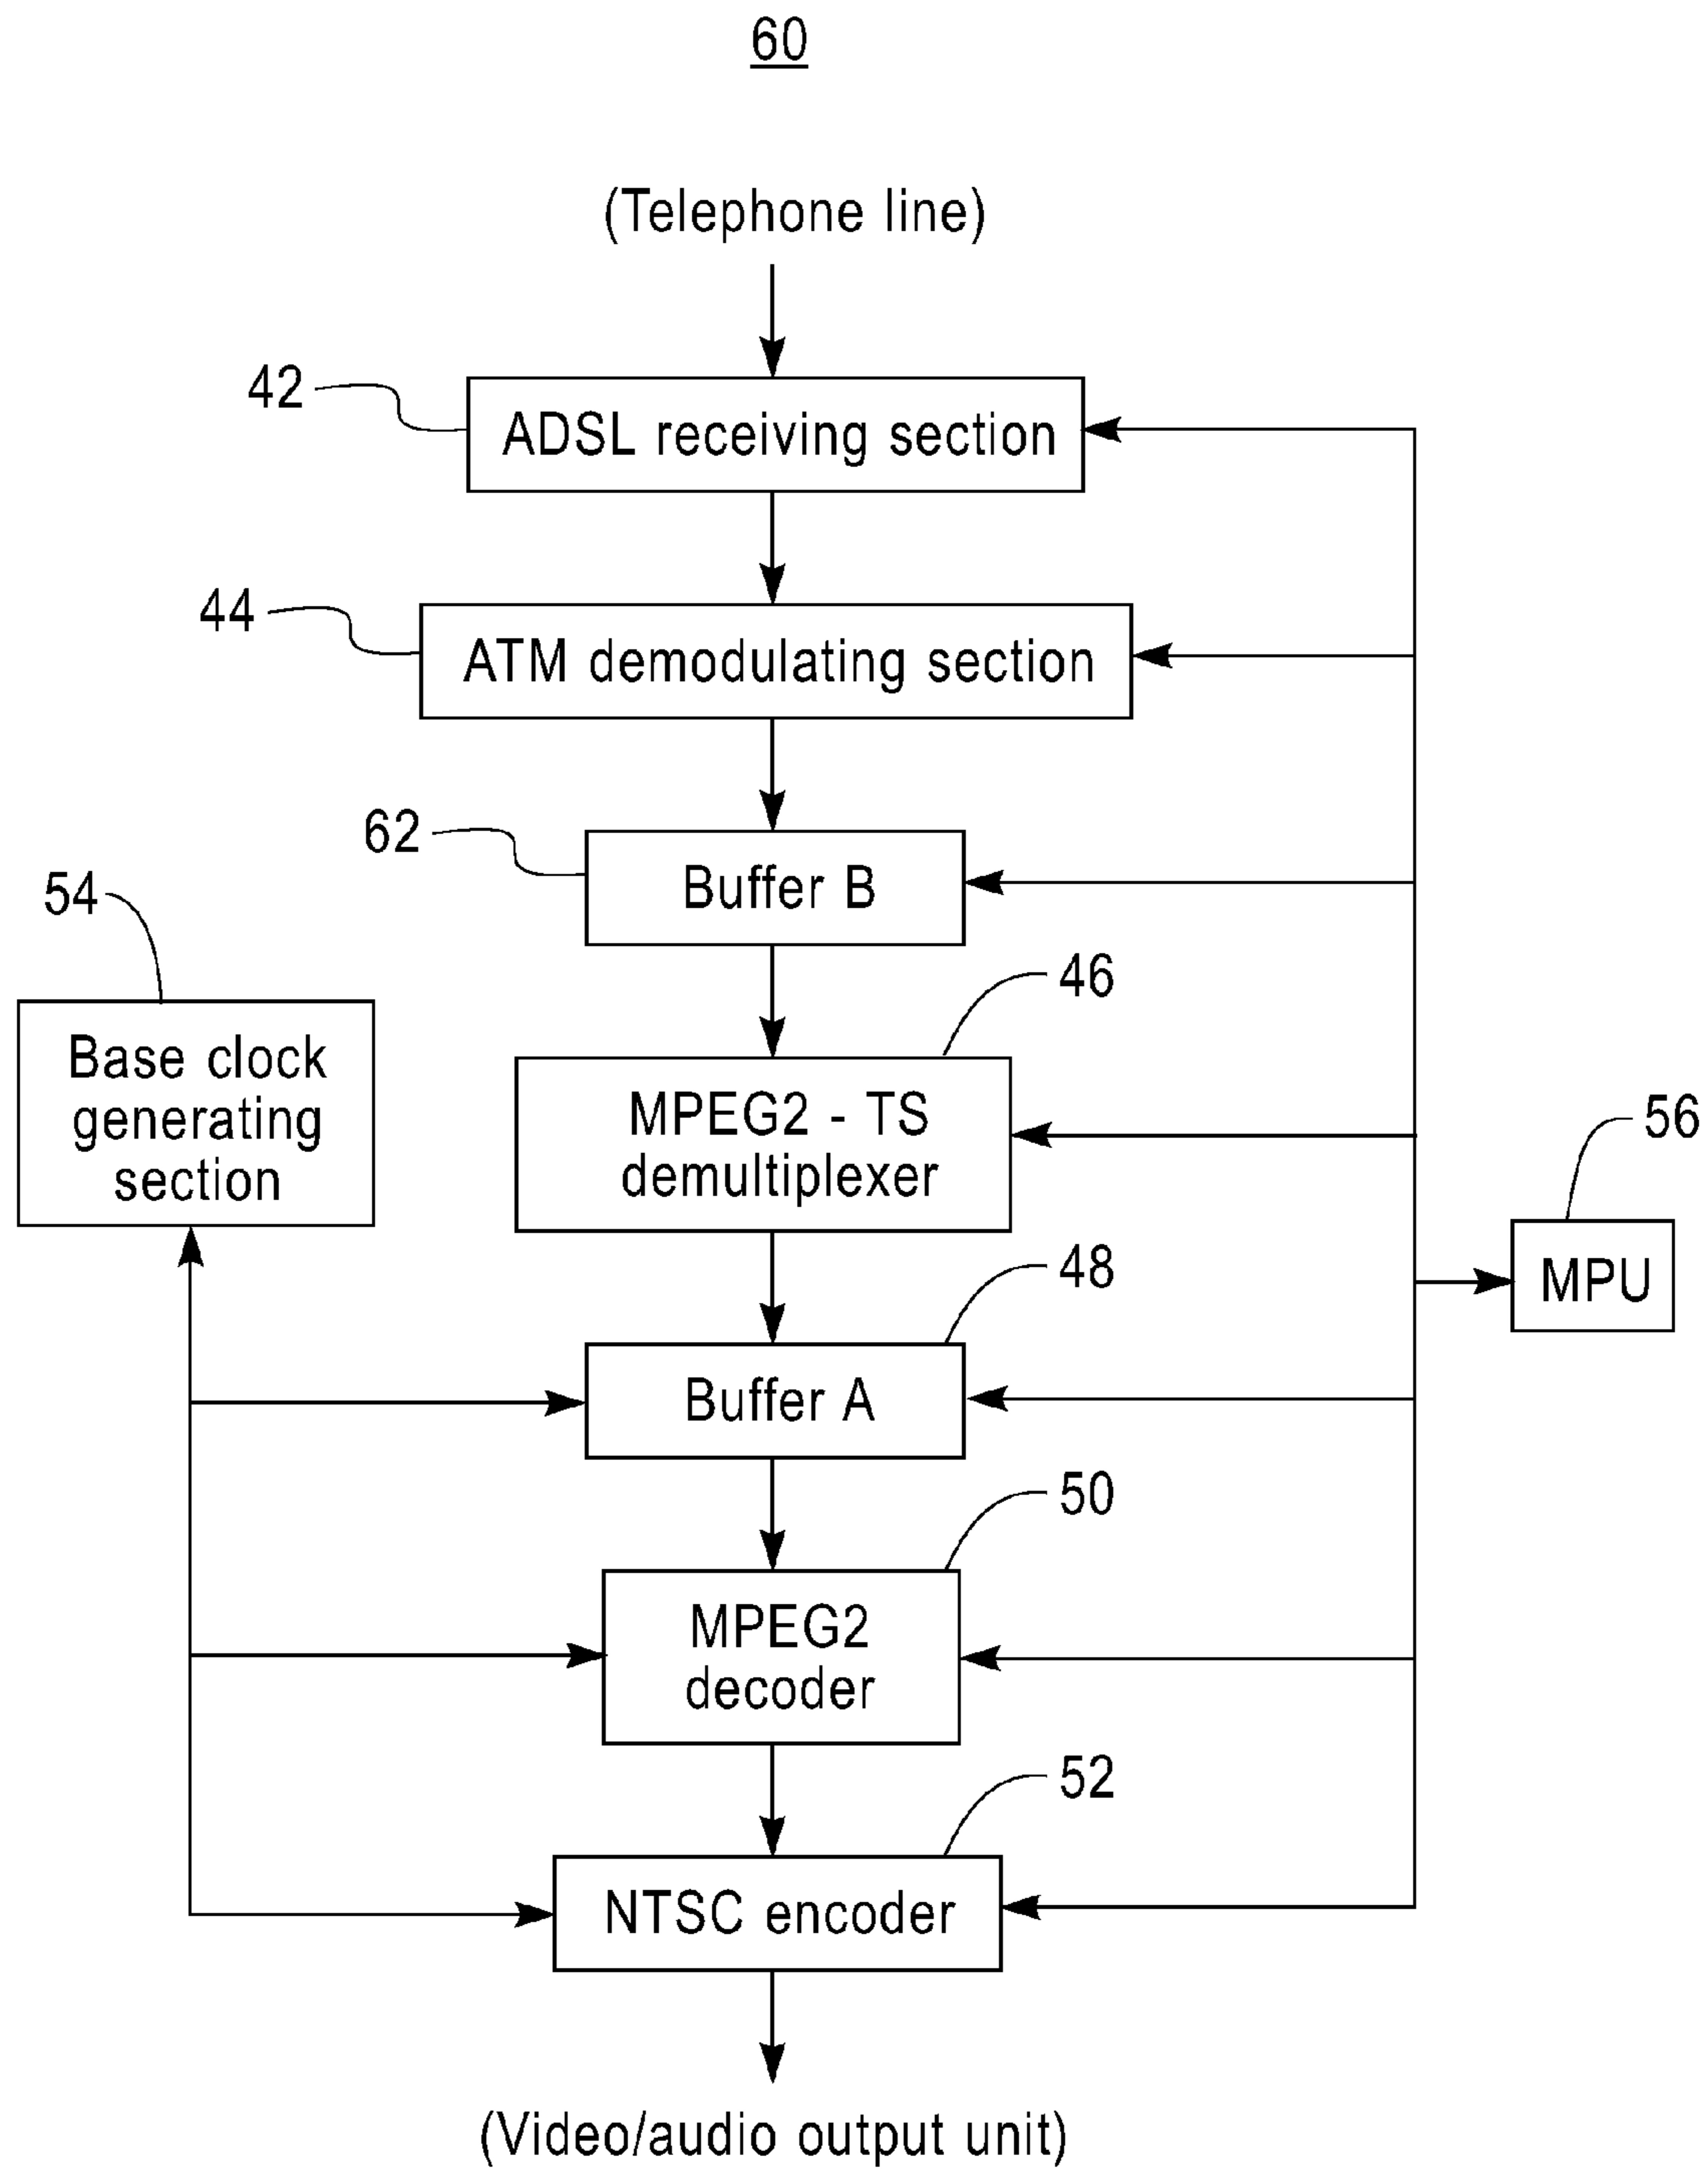 60
(Telephone line)
42
ADSL receiving section
44
ATM demodulating section
62
Buffer B
54
Base clock
generating
section
46
MPEG2 - TS
demultiplexer
56
MPU
48
Buffer A
50
MPEG2
decoder
52
NTSC encoder
(Video/audio output unit)